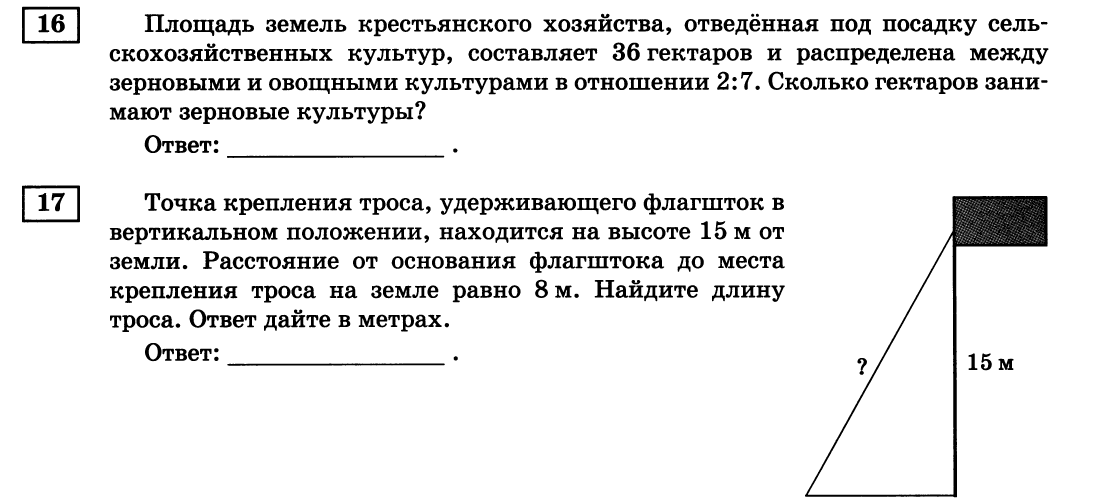 16
Площадь земель крестьянского хозяйства, отведённая под посадку сель-
скохозяйственных культур, составляет 36 гектаров и распределена между
зерновыми и овощными культурами в отношении 2:7. Сколько гектаров зани-
мают зерновые культуры?
Ответ: ________________ .
17
Точка крепления троса, удерживающего флагшток в
вертикальном положении, находится на высоте 15 м от
земли. Расстояние от основания флагштока до места
крепления троса на земле равно 8 м. Найдите длину
троса. Ответ дайте в метрах.
Ответ: ________________ .
?
15 м